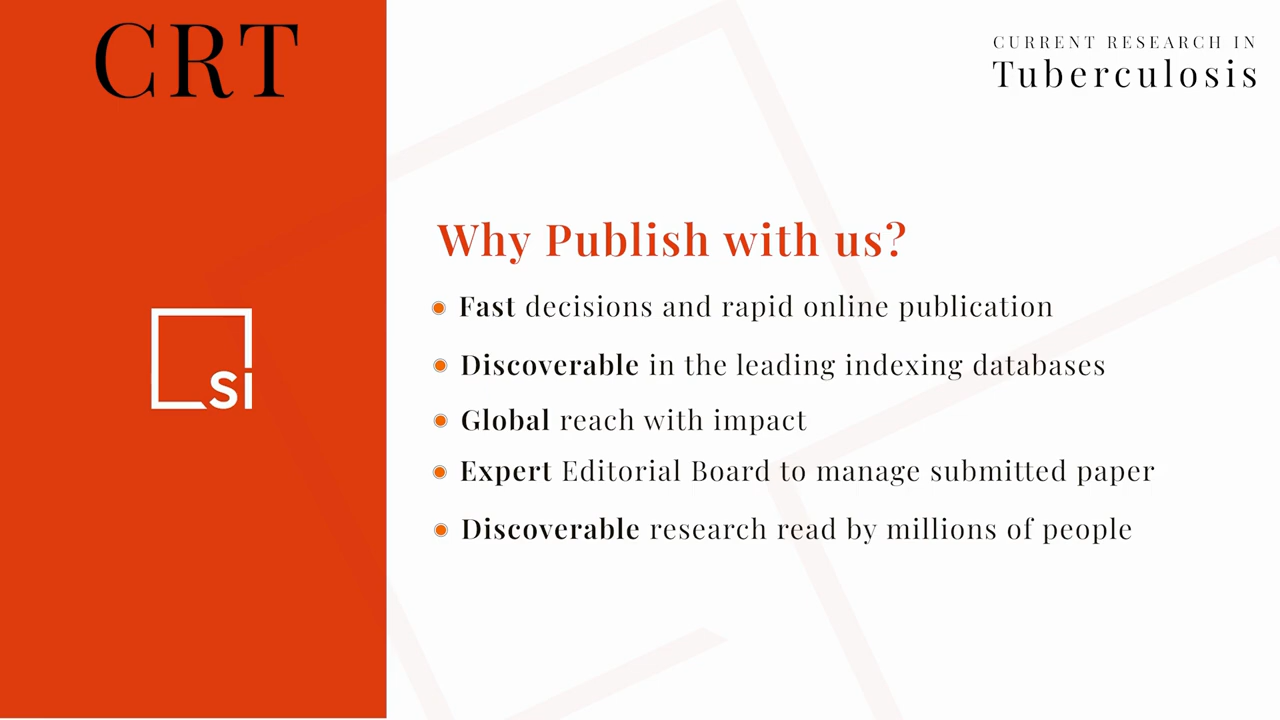 CRT
CURRENT RESEARCH IN
Tuberculosis
si
Why Publish with us?
Fast decisions and rapid online publication
Discoverable in the leading indexing databases
Global reach with impact
Expert Editorial Board to manage submitted paper
Discoverable research read by millions of people